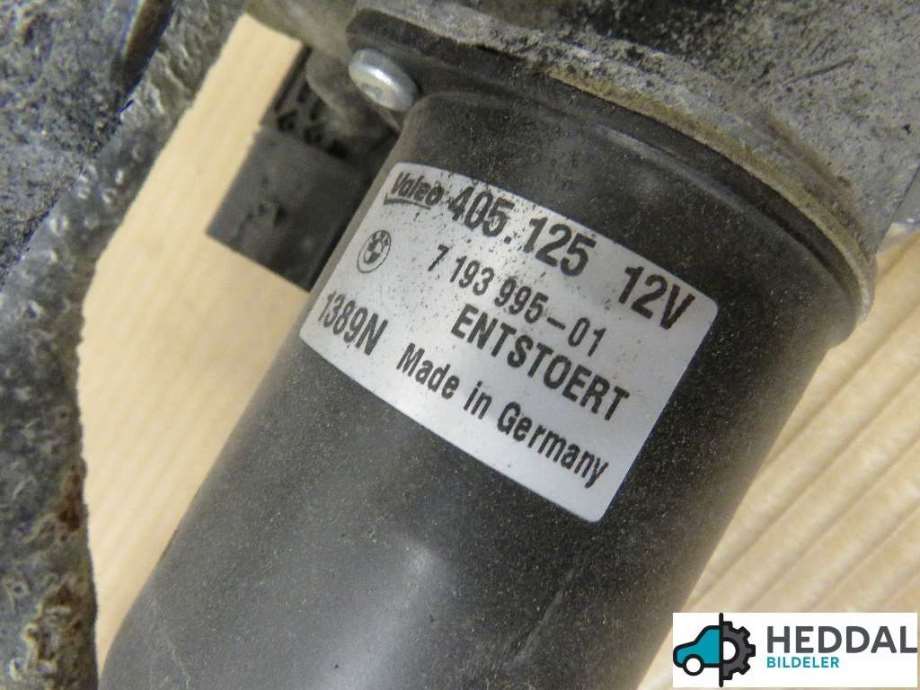 Valeo 405.125 12V
7 193 995-01
ENTSTOERT
1389N Made in Germany
HEDDAL
BILDELER